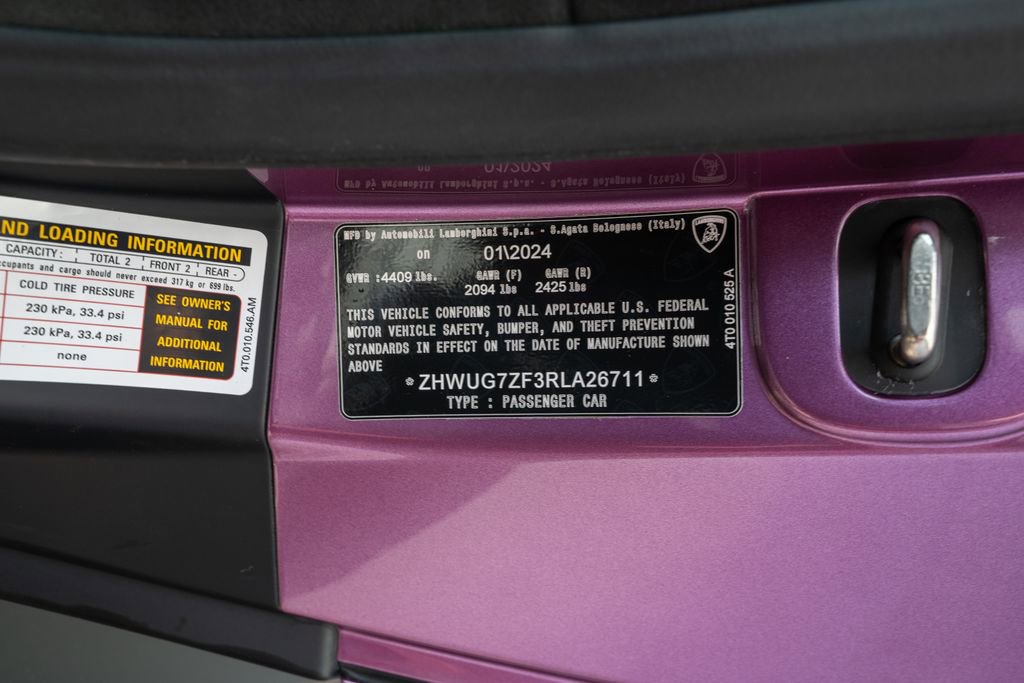 ND LOADING INFORMATION
CAPACITY: TOTAL 2 FRONT 2 REAR -
cupants and cargo should never exceed 317 kg or 699 lbs.
COLD TIRE PRESSURE
230 kPa, 33.4 psi
230 kPa, 33.4 psi
none
SEE OWNER'S
MANUAL FOR
ADDITIONAL
INFORMATION
4T0.010.546.AM
MFD by Automobili Lamborghini S.p.a. - S.Agata Bolognese (Italy)
on 01\2024
GVWR :4409 lbs. GAWR (F) GAWR (R)
2094 lbs 2425 lbs
THIS VEHICLE CONFORMS TO ALL APPLICABLE U.S. FEDERAL
MOTOR VEHICLE SAFETY, BUMPER, AND THEFT PREVENTION
STANDARDS IN EFFECT ON THE DATE OF MANUFACTURE SHOWN
ABOVE
* ZHWUG7ZF3RLA26711 *
TYPE : PASSENGER CAR
4T0 010 525 A